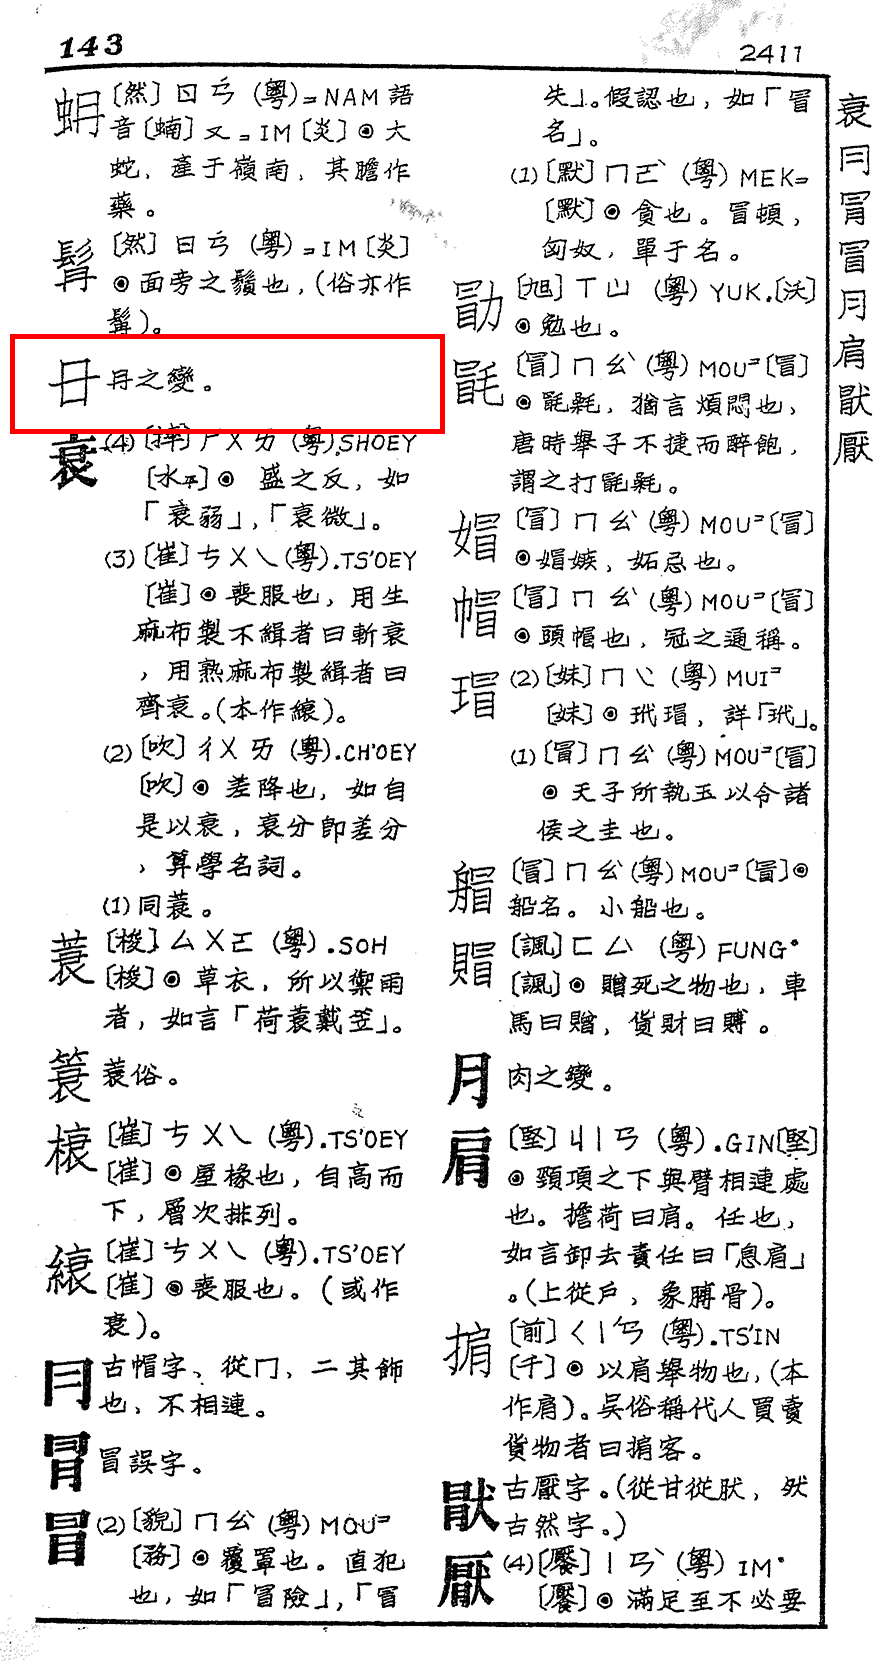 143
2411
蚦
〔然〕ㄖㄢ (粵)=NAM 語
音〔蝻〕又=IM〔炎〕⊙大
蛇，產于嶺南，其膽作
藥。
髯
〔然〕ㄖㄢ (粵)=IM〔炎〕
⊙面旁之鬚也，(俗亦作
髥)。
冄之變。
衰
(4)〔摔〕ㄕㄨㄞ (粵).SHOEY
〔水平〕⊙ 盛之反，如
「衰弱」，「衰微」。
(3)〔崔〕ㄘㄨㄟ(粵).TS'OEY
〔崔〕⊙喪服也，用生
麻布製不緝者曰斬衰
，用熟麻布製緝者曰
齊衰。(本作縗)。
(2)〔吹〕ㄔㄨㄞ (粵).CH'OEY
〔吹〕⊙ 差降也，如自
是以衰，衰分即差分
，算學名詞。
(1)同蓑。
蓑
〔梭〕ㄙㄨㄛ (粵).SOH
〔梭〕⊙草衣，所以禦雨
者，如言「荷蓑戴笠」。
簑 蓑俗。
榱
〔崔〕ㄘㄨㄟ (粵).TS'OEY
〔崔〕⊙屋椽也，自高而
下，層次排列。
縗
〔崔〕ㄘㄨㄟ (粵).TS'OEY
〔崔〕⊙喪服也。(或作
衰)。
冃
古帽字、從冂，二其飾
也，不相連。
冐 冒誤字。
冒
(2)〔貌〕ㄇㄠ (粵) MOU=
〔務〕⊙覆罩也。直犯
也，如「冒險」，「冒
失」。假認也，如「冒
名」。
(1)〔默〕ㄇㄛˋ (粵) MEK=
〔默〕⊙貪也。冒頓，
匈奴，單于名。
勖
〔旭〕ㄒㄩ (粵) YUK.〔沃〕
⊙勉也。
毷
〔冒〕ㄇㄠ (粵) MOU=〔冒〕
⊙毷氉，猶言煩悶也，
唐時舉子不捷而醉飽，
謂之打毷氉。
媢
〔冒〕ㄇㄠ (粵) MOU=〔冒〕
⊙媢嫉，妬忌也。
帽
〔冒〕ㄇㄠ (粵) MOU=〔冒〕
⊙頭帽也，冠之通稱。
瑁
(2)〔妹〕ㄇㄟ (粵) MUI=
〔妹〕⊙玳瑁，詳「玳」。
(1)〔冒〕ㄇㄠ (粵) MOU=〔冒〕
⊙天子所執玉以令諸
侯之圭也。
艒
〔冒〕ㄇㄠ(粵)MOU=〔冒〕⊙
船名。小船也。
賵
〔諷〕ㄈㄥ (粵) FUNG°
〔諷〕⊙贈死之物也，車
馬曰賵，貨財曰賻。
肉之變。
肩
〔堅〕ㄐㄧㄢ (粵).GIN〔堅〕
⊙頸項之下與臂相連處
也。擔荷曰肩。任也，
如言卸去責任曰「息肩」
。(上從戶，象膊骨)。
掮
〔前〕ㄑㄧㄢ (粵).TS'IN
〔千〕⊙以肩舉物也，(本
作肩)。吳俗稱代人買賣
貨物者曰掮客。
猒
古厭字。(從甘從肰，肰
古然字。)
厭
(4)〔饜〕ㄧㄢˋ (粵) IM°
〔饜〕⊙滿足至不必要
衰
冃
冐
冒
肩
猒
厭